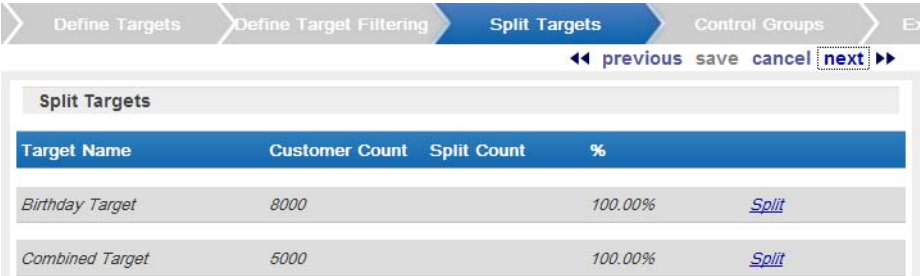 Define Targets Define Target Filtering Split Targets Control Groups
previous save cancel next
Split Targets
Target Name Customer Count Split Count %
Birthday Target 8000 100.00% Split
Combined Target 5000 100.00% Split